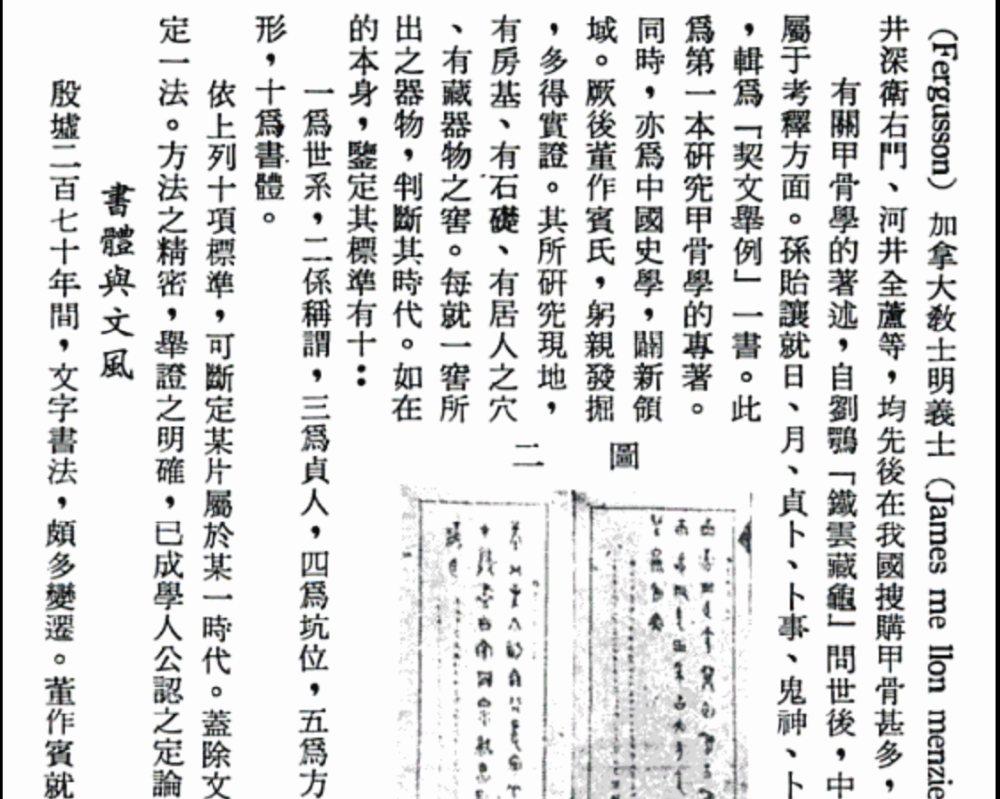 (Fergusson) 加拿大敎士明義士 (James me llon menzie
井深衛右門、河井全蘆等，均先後在我國搜購甲骨甚多，
有關甲骨學的著述，自劉鶚「鐵雲藏龜」問世後，中
屬于考釋方面。孫貽讓就日、月、貞卜、卜事、鬼神、卜
，輯爲「契文舉例」一書。此
爲第一本研究甲骨學的專著。
同時，亦爲中國史學，闢新領
域。厥後董作賓氏，躬親發掘
，多得實證。其所研究現地，
有房基、有石礎、有居人之穴
、有藏器物之窖。每就一窖所
出之器物，判斷其時代。如在
的本身，鑒定其標準有十：
一爲世系，二係稱謂，三爲貞人，四爲坑位，五爲方
形，十爲書體。
依上列十項標準，可斷定某片屬於某一時代。蓋除文
定一法。方法之精密，舉證之明確，已成學人公認之定論
書體與文風
殷墟二百七十年間，文字書法，頗多變遷。董作賓就
圖二